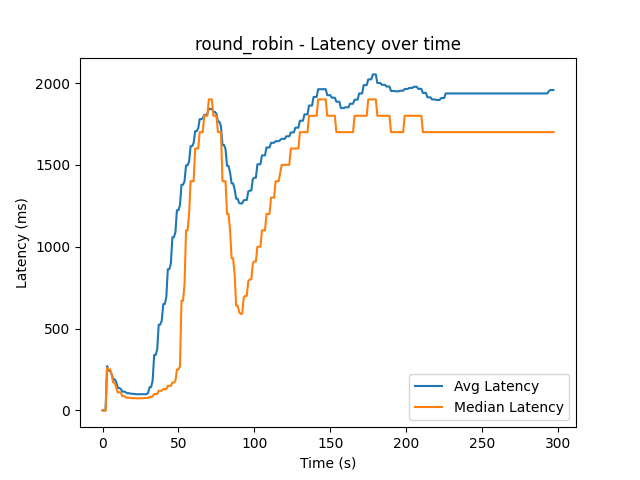 round_robin - Latency over time
Latency (ms)
2000
1500
1000
500
0
0 50 100 150 200 250 300
Time (s)
Avg Latency
Median Latency